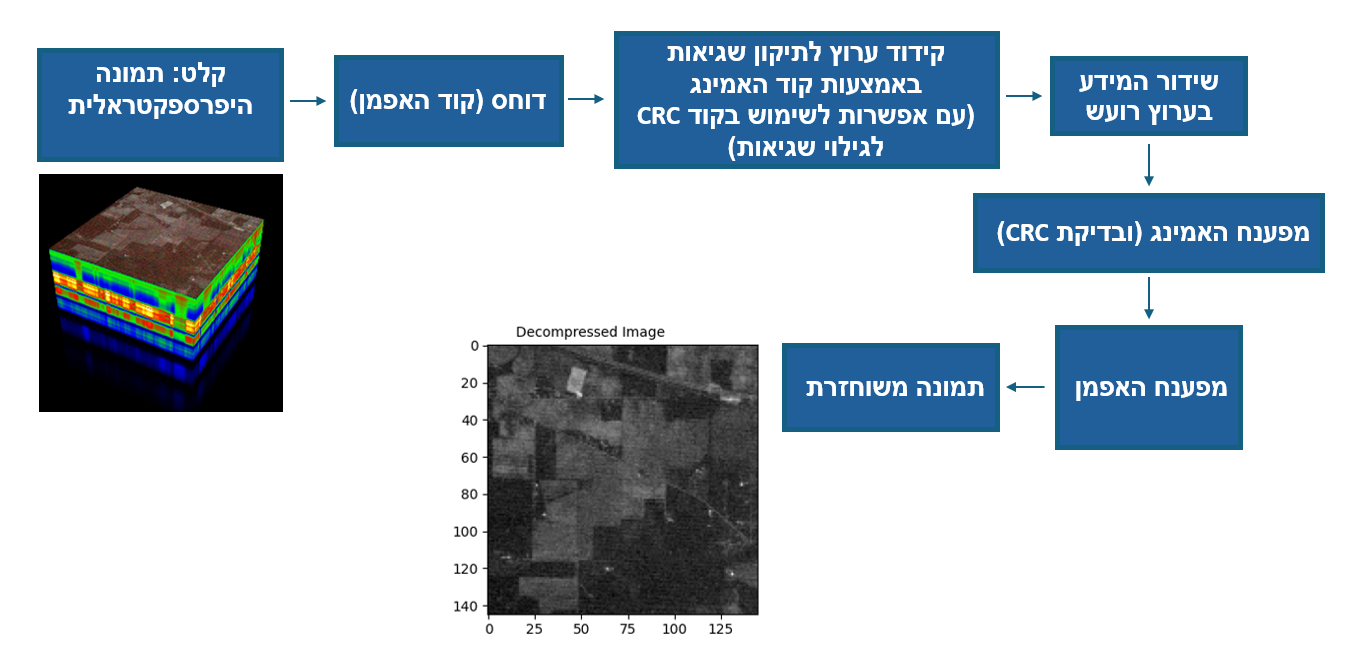 קלט: תמונה
היפרספקטראלית
דוחס (קוד האפמן)
קידוד ערוץ לתיקון שגיאות
באמצעות קוד האמינג
(עם אפשרות לשימוש בקוד CRC
לגילוי שגיאות)
שידור המידע
בערוץ רועש
מפענח האמינג (ובדיקת CRC)
מפענח האפמן
תמונה משוחזרת
Decompressed Image
0
20
40
60
80
100
120
140
0 25 50 75 100 125